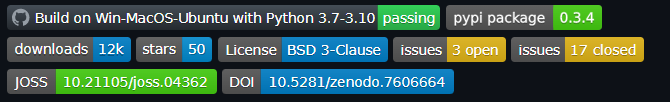 Build on Win-MacOS-Ubuntu with Python 3.7-3.10 passing pypi package 0.3.4
downloads 12k stars 50 License BSD 3-Clause issues 3 open issues 17 closed
JOSS 10.21105/joss.04362 DOI 10.5281/zenodo.7606664